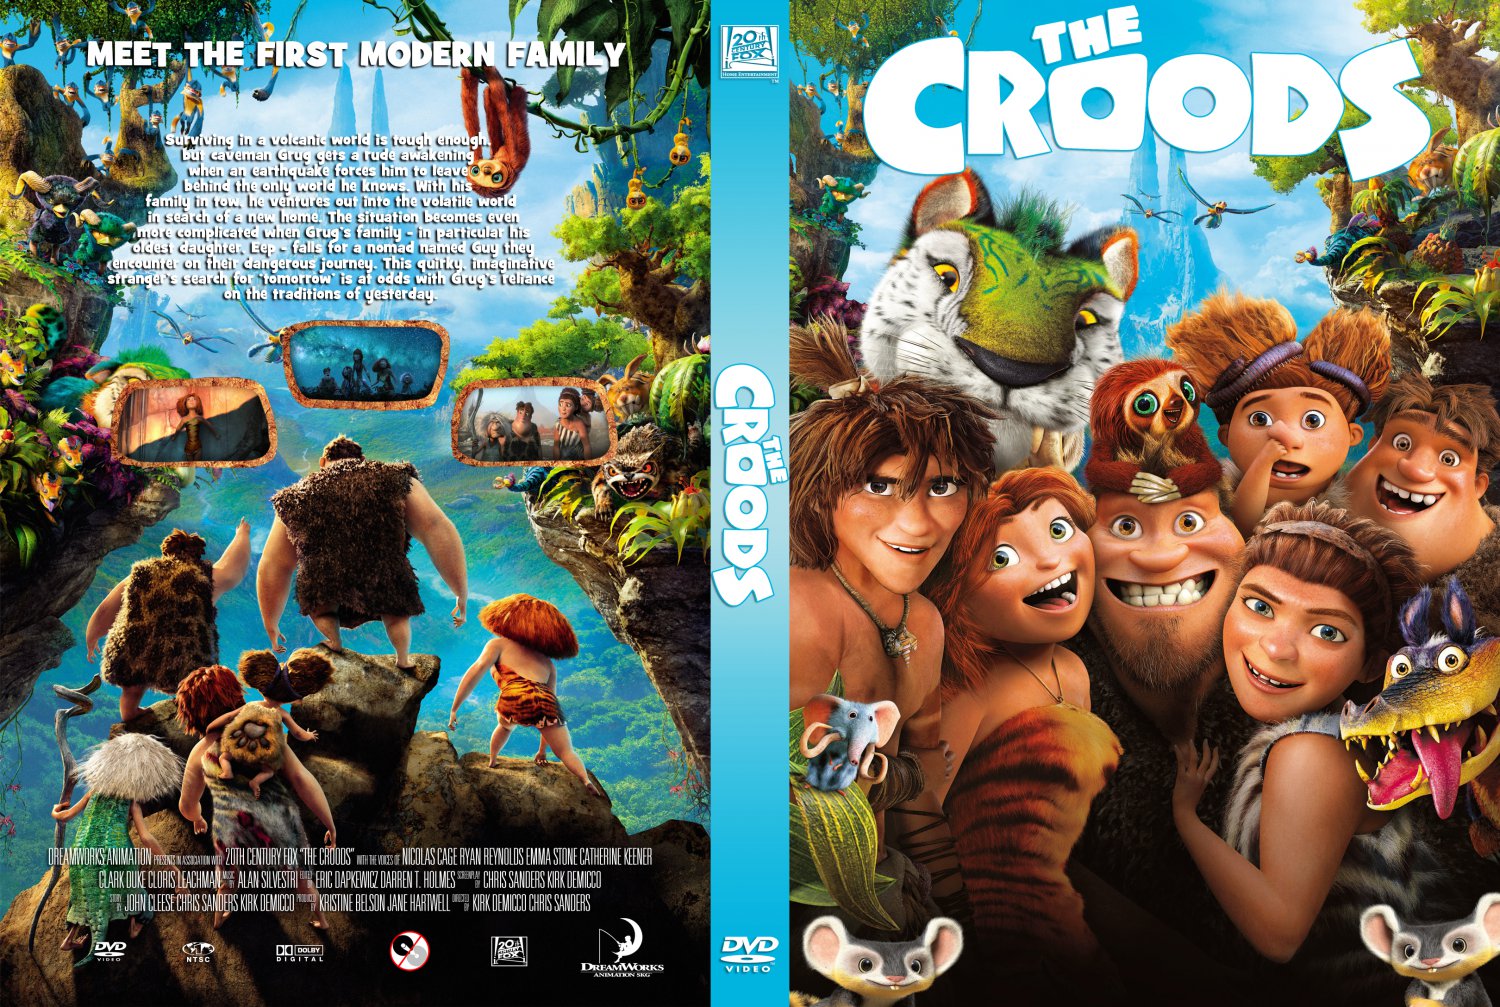 MEET THE FIRST MODERN FAMILY
Surviving in a volcanic world is tough enough,
but caveman Grug gets a rude awakening
when an earthquake forces him to leave
behind the only world he knows. With his
family in tow, he ventures out into the volatile world
in search of a new home. The situation becomes even
more complicated when Grug's family - in particular his
oldest daughter, Eep - falls for a nomad named Guy they
encounter on their dangerous journey. This quirky, imaginative
stranger's search for "tomorrow" is at odds with Grug's reliance
on the traditions of yesterday.
DREAMWORKS ANIMATION PRESENTS IN ASSOCIATION WITH 20TH CENTURY FOX "THE CROODS" WITH THE VOICES OF NICOLAS CAGE RYAN REYNOLDS EMMA STONE CATHERINE KEENER
CLARK DUKE CLORIS LEACHMAN MUSIC BY ALAN SILVESTRI EDITED BY ERIC DAPKEWICZ DARREN T. HOLMES SCREENPLAY BY CHRIS SANDERS KIRK DEMICCO
STORY BY JOHN CLEESE CHRIS SANDERS KIRK DEMICCO PRODUCED BY KRISTINE BELSON JANE HARTWELL DIRECTED BY KIRK DEMICCO CHRIS SANDERS
DVD
VIDEO
NTSC
DOLBY
DIGITAL
20th
CENTURY
FOX
DREAMWORKS
ANIMATION SKG
20th
CENTURY
FOX
HOME ENTERTAINMENT
TM
THE
CROODS
DVD
VIDEO
THE
CROODS